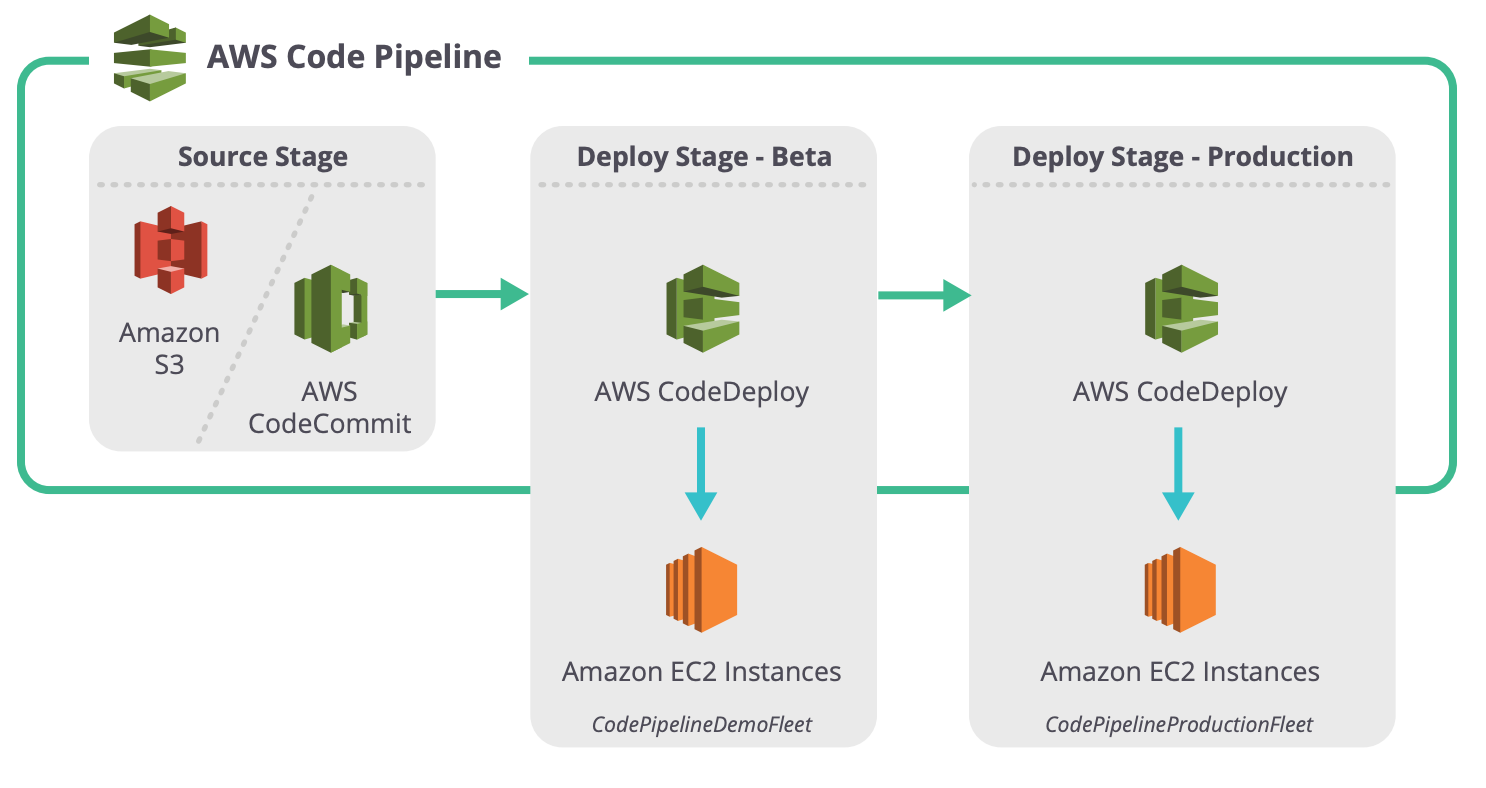 AWS Code Pipeline
Source Stage
Amazon
S3
AWS
CodeCommit
Deploy Stage - Beta
AWS CodeDeploy
Amazon EC2 Instances
CodePipelineDemoFleet
Deploy Stage - Production
AWS CodeDeploy
Amazon EC2 Instances
CodePipelineProductionFleet